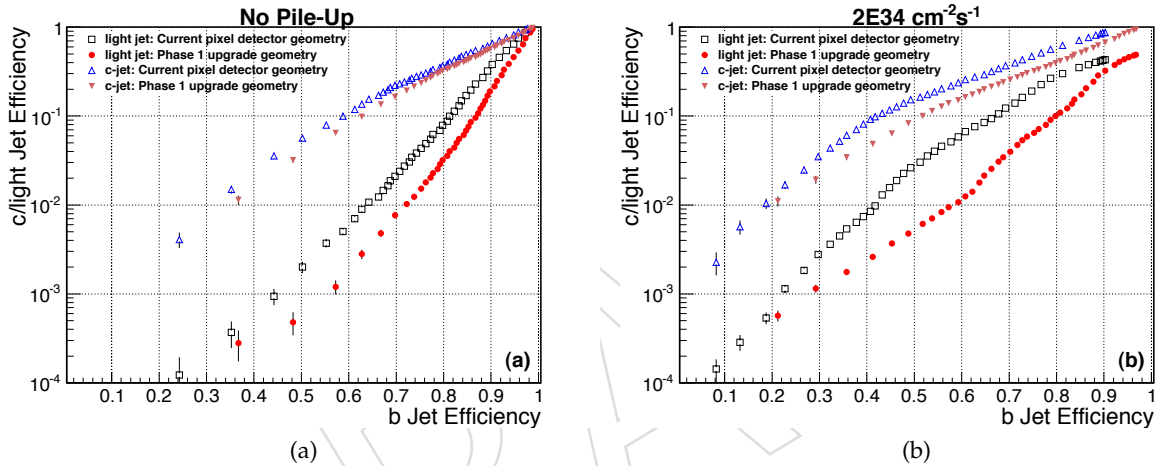 No Pile-Up
c/light Jet Efficiency
1
10⁻¹
10⁻²
10⁻³
10⁻⁴
light jet: Current pixel detector geometry
light jet: Phase 1 upgrade geometry
c-jet: Current pixel detector geometry
c-jet: Phase 1 upgrade geometry
(a)
0.1 0.2 0.3 0.4 0.5 0.6 0.7 0.8 0.9 1
b Jet Efficiency
(a)
2E34 cm⁻²s⁻¹
c/light Jet Efficiency
1
10⁻¹
10⁻²
10⁻³
10⁻⁴
light jet: Current pixel detector geometry
light jet: Phase 1 upgrade geometry
c-jet: Current pixel detector geometry
c-jet: Phase 1 upgrade geometry
(b)
0.1 0.2 0.3 0.4 0.5 0.6 0.7 0.8 0.9 1
b Jet Efficiency
(b)